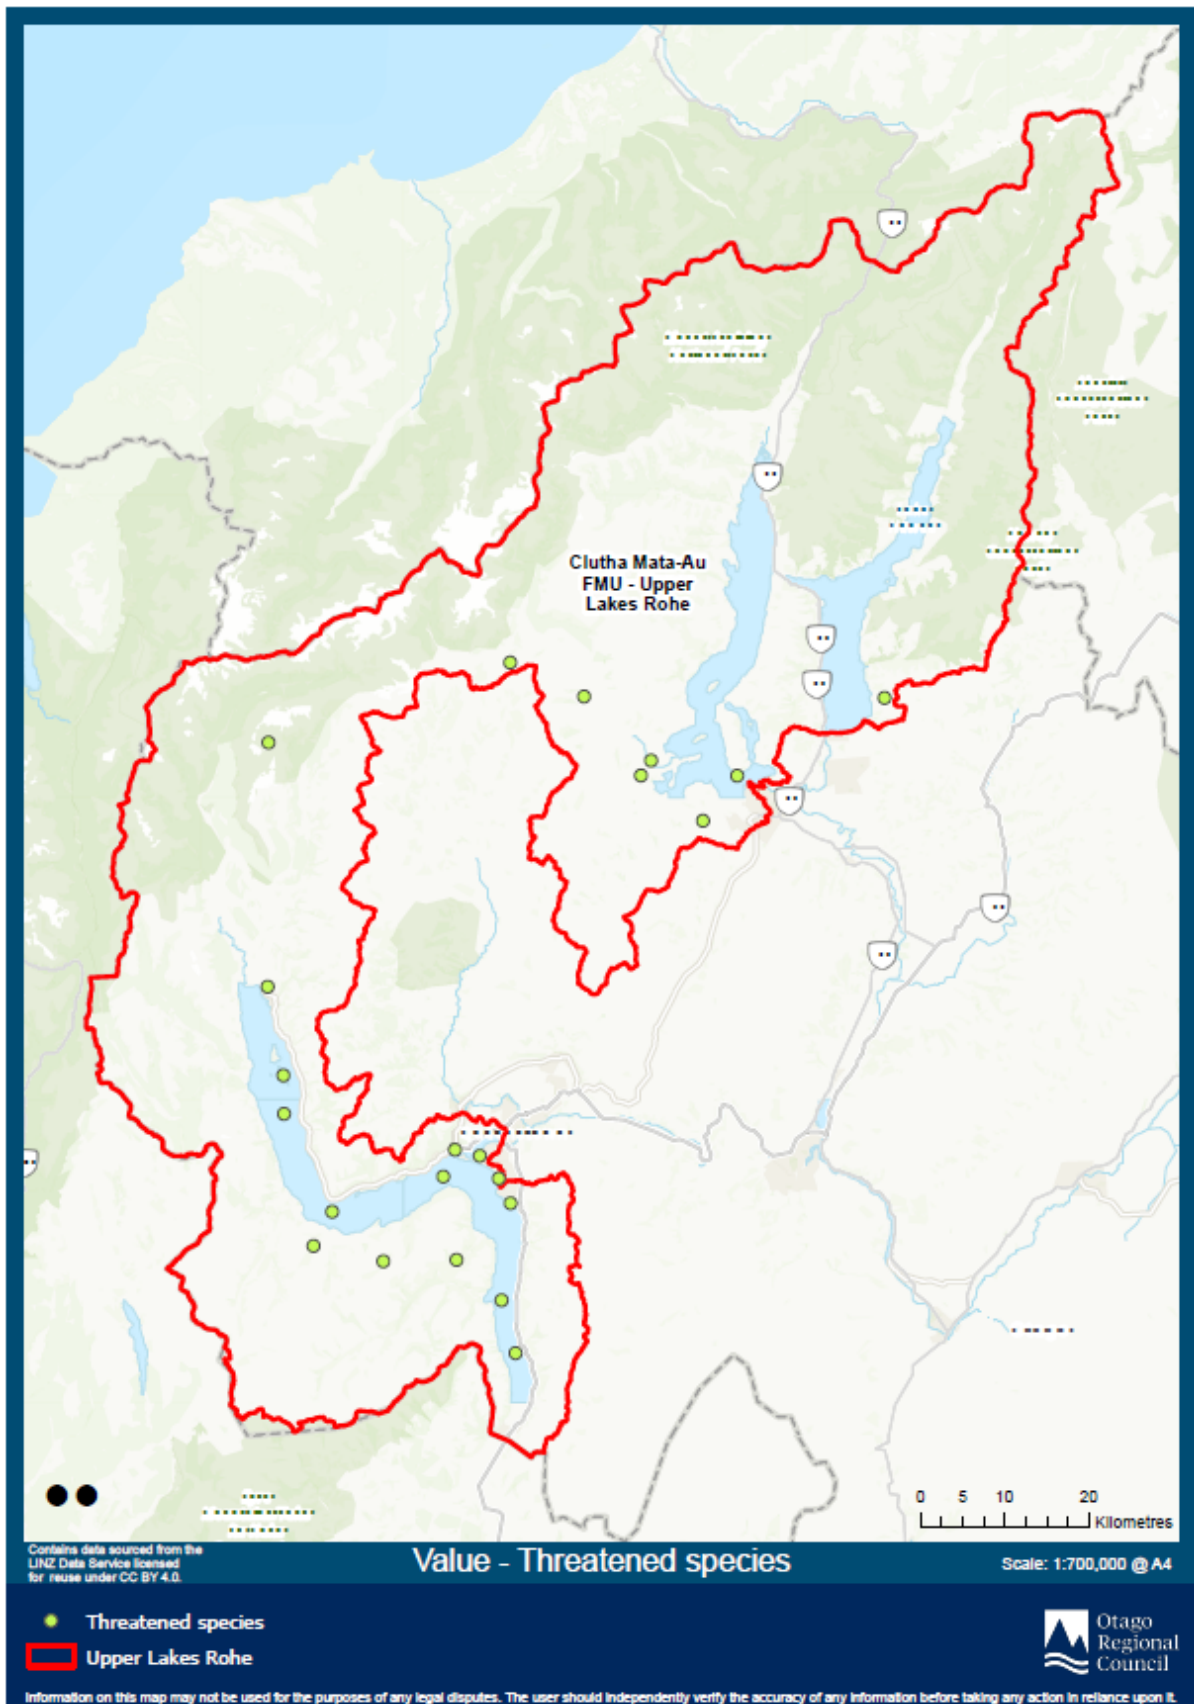 Clutha Mata-Au
FMU - Upper
Lakes Rohe
0 5 10 20
Kilometres
Contains data sourced from the
LINZ Data Service licensed
for reuse under CC BY 4.0.
Value - Threatened species
Scale: 1:700,000 @ A4
Threatened species
Upper Lakes Rohe
Otago
Regional
Council
Information on this map may not be used for the purposes of any legal disputes. The user should independently verify the accuracy of any information before taking any action in reliance upon it.